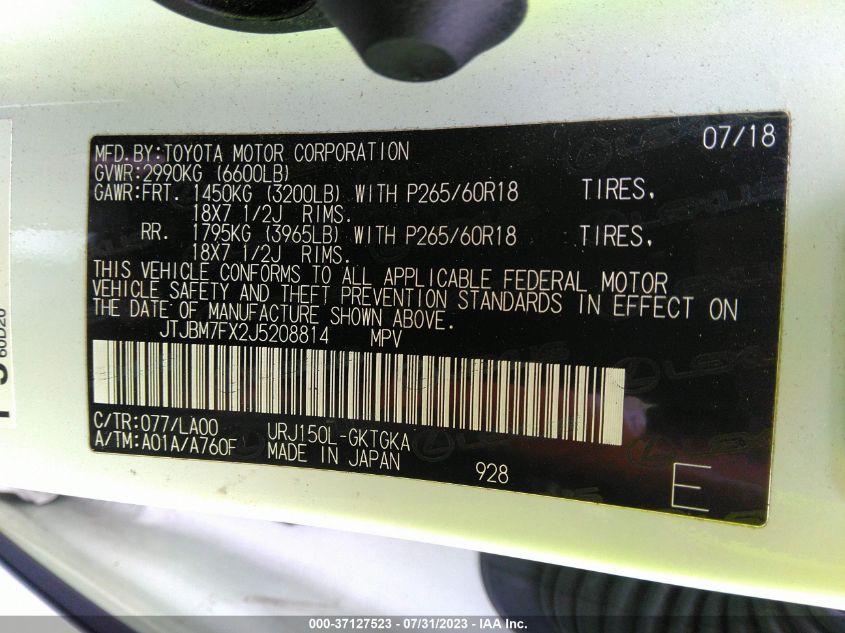 07/18
MFD.BY:TOYOTA MOTOR CORPORATION
GVWR:2990KG (6600LB)
GAWR:FRT. 1450KG (3200LB) WITH P265/60R18 TIRES,
18X7 1/2J RIMS.
RR. 1795KG (3965LB) WITH P265/60R18 TIRES,
18X7 1/2J RIMS.
THIS VEHICLE CONFORMS TO ALL APPLICABLE FEDERAL MOTOR
VEHICLE SAFETY AND THEFT PREVENTION STANDARDS IN EFFECT ON
THE DATE OF MANUFACTURE SHOWN ABOVE.
JTJBM7FX2J5208814 MPV
C/TR:077/LA00 URJ150L-GKTGKA
A/TM:A01A/A760F MADE IN JAPAN 928
E
60D20
000-37127523 - 07/31/2023 - IAA Inc.